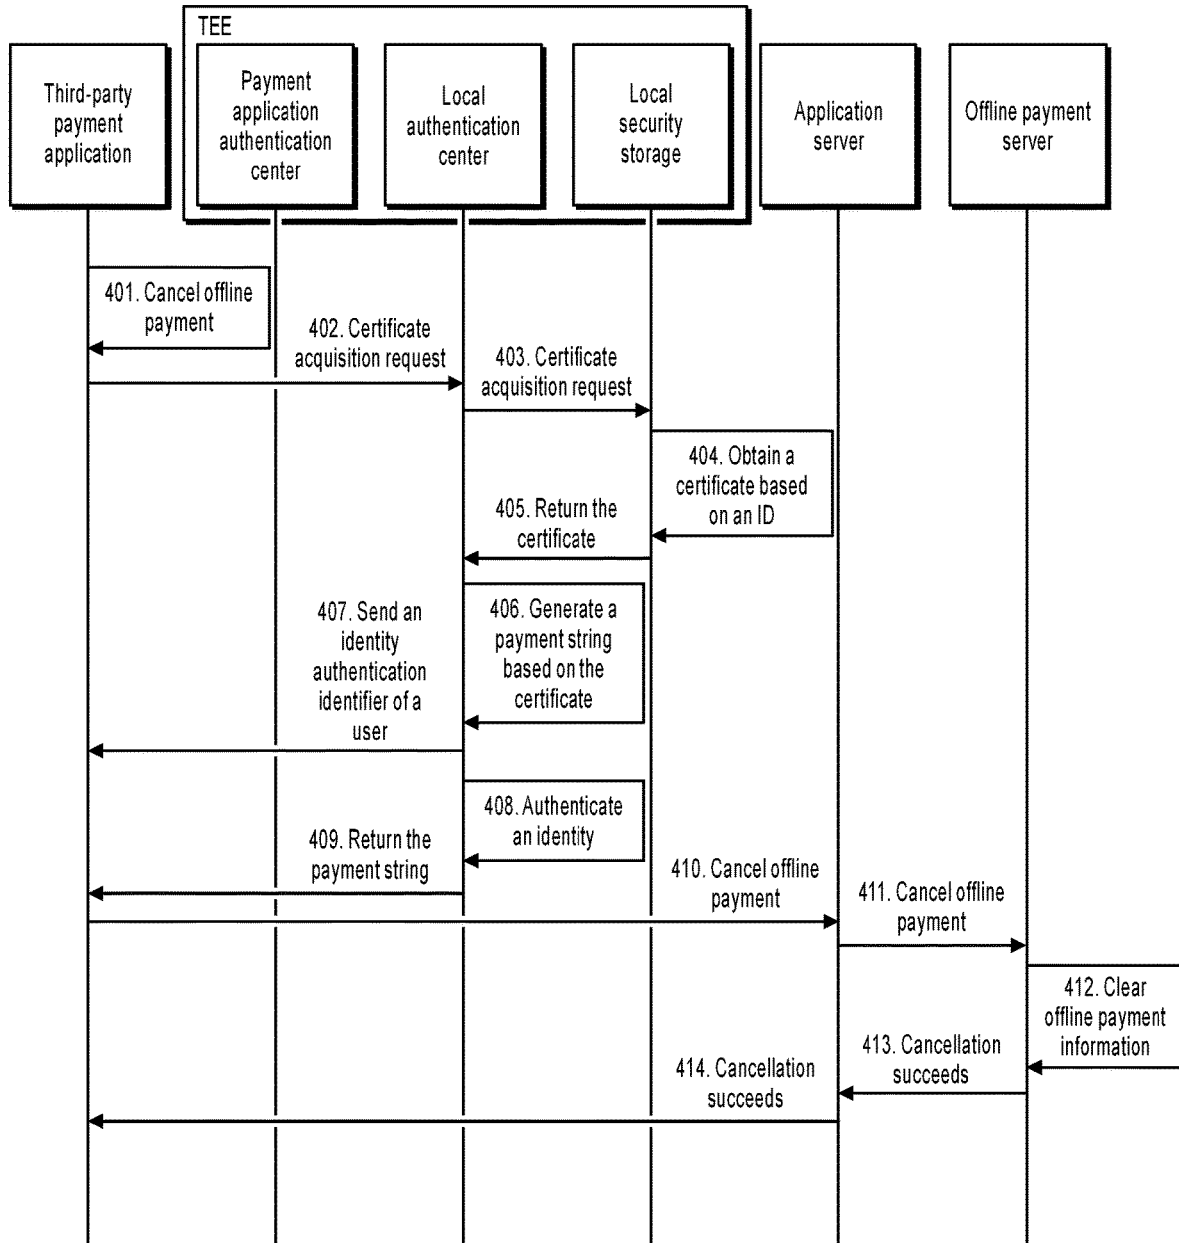 TEE
Third-party
payment
application
Payment
application
authentication
center
Local
authentication
center
Local
security
storage
Application
server
Offline payment
server
401. Cancel offline
payment
402. Certificate
acquisition request
403. Certificate
acquisition request
404. Obtain a
certificate based
on an ID
405. Return the
certificate
406. Generate a
payment string
based on the
certificate
407. Send an
identity
authentication
identifier of a
user
408. Authenticate
an identity
409. Return the
payment string
410. Cancel offline
payment
411. Cancel offline
payment
412. Clear
offline payment
information
413. Cancellation
succeeds
414. Cancellation
succeeds